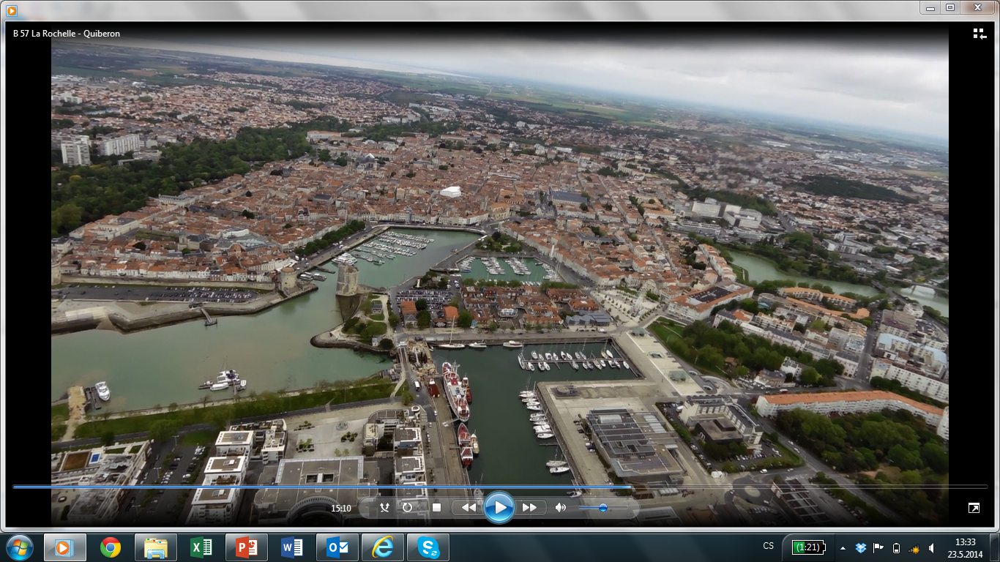 B 57 La Rochelle - Quiberon
15:10
CS
(1:21)
13:33
23.5.2014